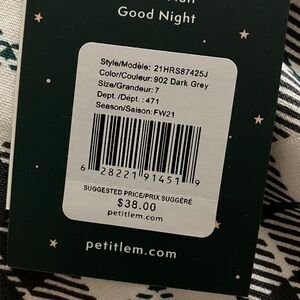 Good Night
Style/Modèle: 21HRS87425J
Color/Couleur: 902 Dark Grey
Size/Grandeur: 7
Dept. /Dépt. : 471
Season/Saison: FW21
6 28221 91451 9
SUGGESTED PRICE/PRIX SUGGÉRÉ
$38.00
petitlem.com